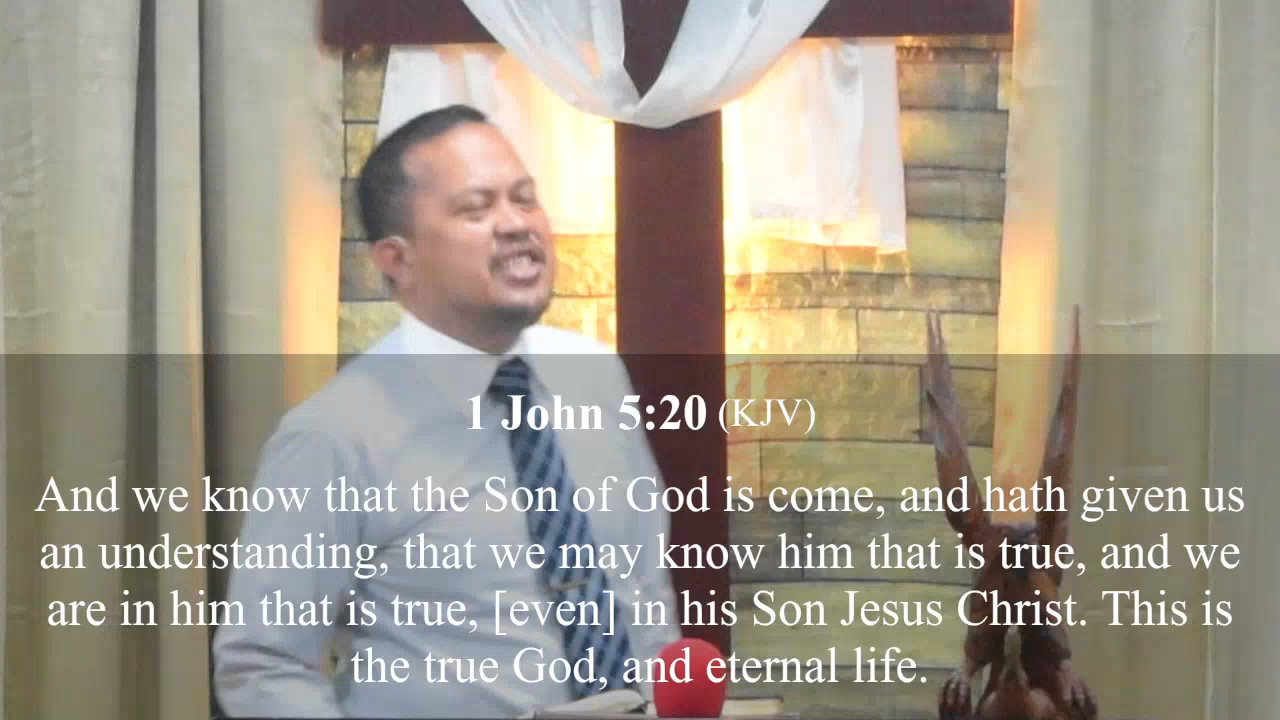 1 John 5:20 (KJV)
And we know that the Son of God is come, and hath given us
an understanding, that we may know him that is true, and we
are in him that is true, [even] in his Son Jesus Christ. This is
the true God, and eternal life.